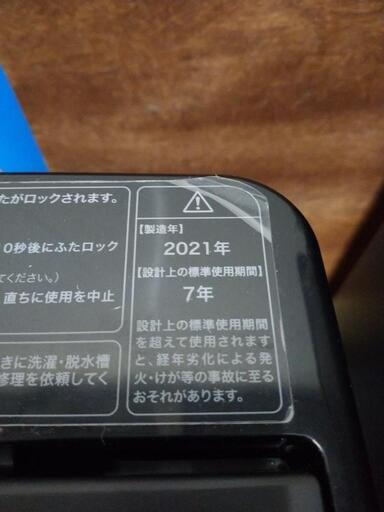 たがロックされます。
10秒後にふたロック
てください。)
直ちに使用を中止
きに洗濯・脱水槽
修理を依頼してく
【製造年】
2021年
【設計上の標準使用期間】
7年
設計上の標準使用期間
を超えて使用されます
と、経年劣化による発
火・けが等の事故に至る
おそれがあります。